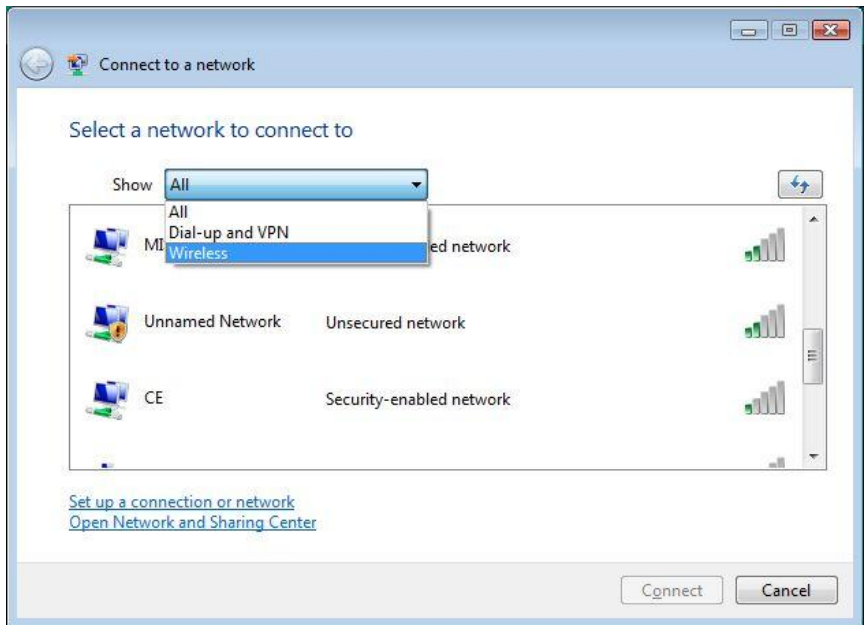 Connect to a network
Select a network to connect to
Show All
All
Dial-up and VPN
Wireless
MI ed network
Unnamed Network Unsecured network
CE Security-enabled network
Set up a connection or network
Open Network and Sharing Center
Connect Cancel